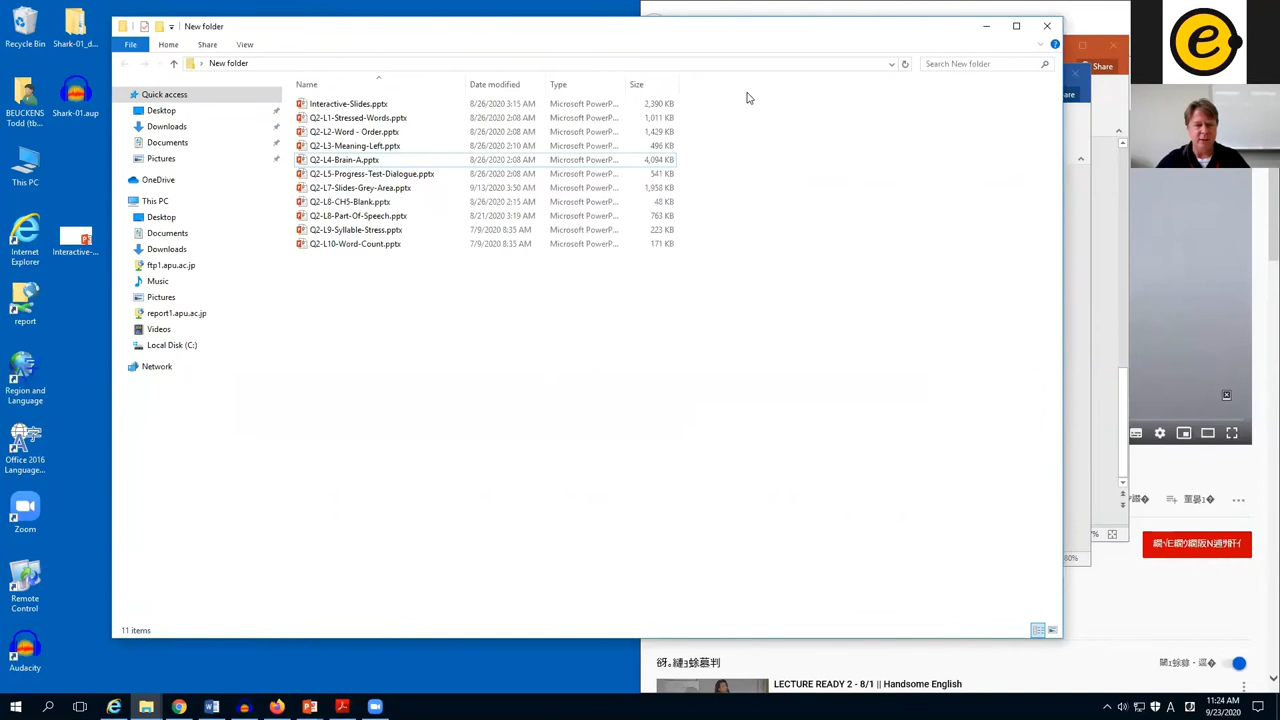 Recycle Bin
Shark-01_d...
BEUCKENS Todd (tb...
Shark-01.aup
This PC
Internet Explorer
Interactive-...
report
Region and Language
Office 2016 Language...
Zoom
Remote Control
Audacity
New folder
File
Home
Share
View
New folder
Search New folder
Name
Date modified
Type
Size
Quick access
Desktop
Downloads
Documents
Pictures
OneDrive
This PC
Desktop
Documents
Downloads
ftp1.apu.ac.jp
Music
Pictures
report1.apu.ac.jp
Videos
Local Disk (C:)
Network
Interactive-Slides.pptx 8/26/2020 3:15 AM Microsoft PowerP... 2,390 KB
Q2-L1-Stressed-Words.pptx 8/26/2020 2:08 AM Microsoft PowerP... 1,011 KB
Q2-L2-Word - Order.pptx 8/26/2020 2:08 AM Microsoft PowerP... 1,429 KB
Q2-L3-Meaning-Left.pptx 8/26/2020 2:10 AM Microsoft PowerP... 496 KB
Q2-L4-Brain-A.pptx 8/26/2020 2:08 AM Microsoft PowerP... 4,094 KB
Q2-L5-Progress-Test-Dialogue.pptx 8/26/2020 2:08 AM Microsoft PowerP... 541 KB
Q2-L7-Slides-Grey-Area.pptx 9/13/2020 3:50 AM Microsoft PowerP... 1,958 KB
Q2-L8-CH5-Blank.pptx 8/26/2020 2:15 AM Microsoft PowerP... 48 KB
Q2-L8-Part-Of-Speech.pptx 8/21/2020 3:19 AM Microsoft PowerP... 763 KB
Q2-L9-Syllable-Stress.pptx 7/9/2020 8:35 AM Microsoft PowerP... 223 KB
Q2-L10-Word-Count.pptx 7/9/2020 8:35 AM Microsoft PowerP... 171 KB
11 items
Share
are
80%
LECTURE READY 2 - 8/1 || Handsome English
A
11:24 AM
9/23/2020